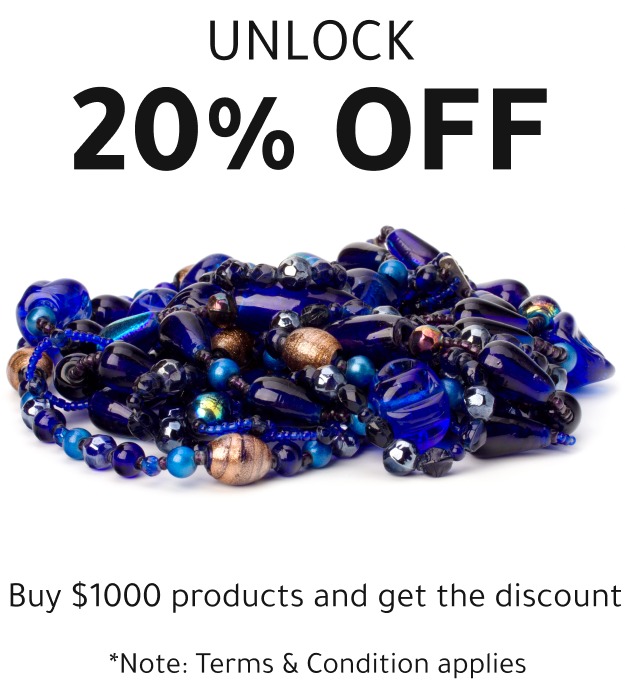 UNLOCK
20% OFF
Buy $1000 products and get the discount
*Note: Terms & Condition applies